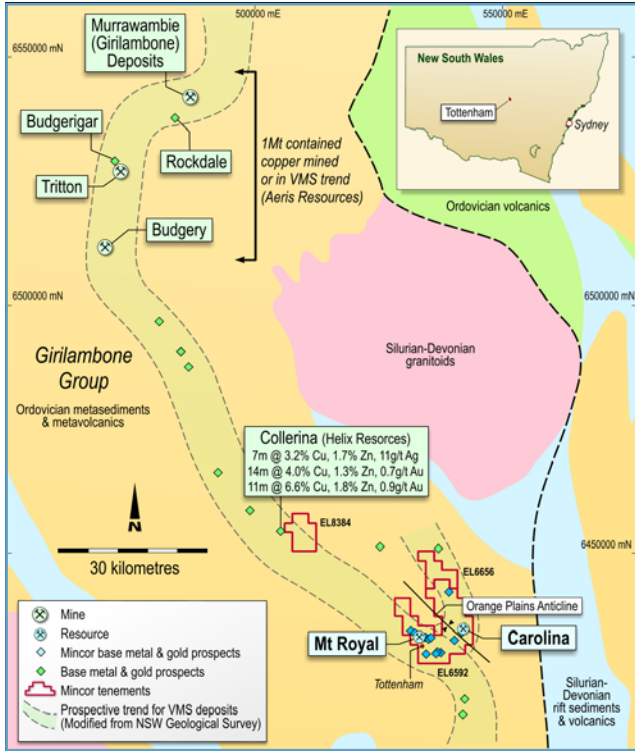 500000 mE
550000 mE
6550000 mN
Murrawambie
(Girilambone)
Deposits
New South Wales
Tottenham
Sydney
Budgerigar
Rockdale
1Mt contained
copper mined
or in VMS trend
(Aeris Resources)
Tritton
Ordovician volcanics
Budgery
6500000 mN
6500000 mN
Girilambone
Group
Ordovician metasediments
& metavolcanics
Silurian-Devonian
granitoids
Collerina (Helix Resorces)
7m @ 3.2% Cu, 1.7% Zn, 11g/t Ag
14m @ 4.0% Cu, 1.3% Zn, 0.7g/t Au
11m @ 6.6% Cu, 1.8% Zn, 0.9g/t Au
N
30 kilometres
EL8384
6450000 mN
EL6656
Orange Plains Anticline
Mt Royal
Carolina
Tottenham
EL6592
Silurian-
Devonian
rift sediments
& volcanics
Mine
Resource
Mincor base metal & gold prospects
Base metal & gold prospects
Mincor tenements
Prospective trend for VMS deposits
(Modified from NSW Geological Survey)